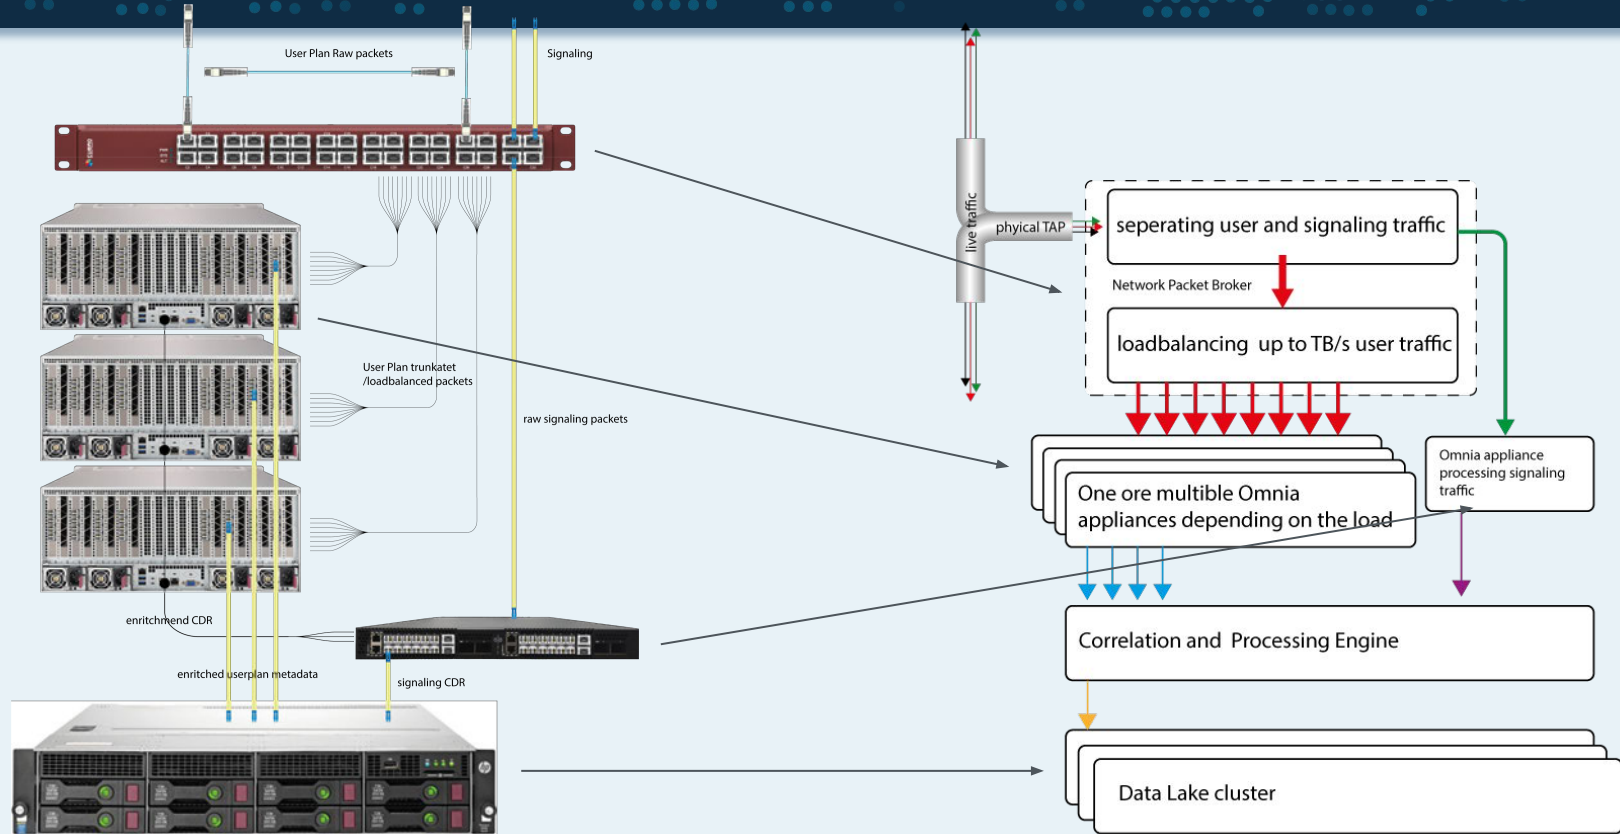 User Plan Raw packets
Signaling
User Plan trunkatet
/loadbalanced packets
raw signaling packets
enritchmend CDR
enritched userplan metadata
signaling CDR
live traffic
phyical TAP
seperating user and signaling traffic
Network Packet Broker
loadbalancing up to TB/s user traffic
One ore multible Omnia
appliances depending on the load
Omnia appliance
processing signaling
traffic
Correlation and Processing Engine
Data Lake cluster